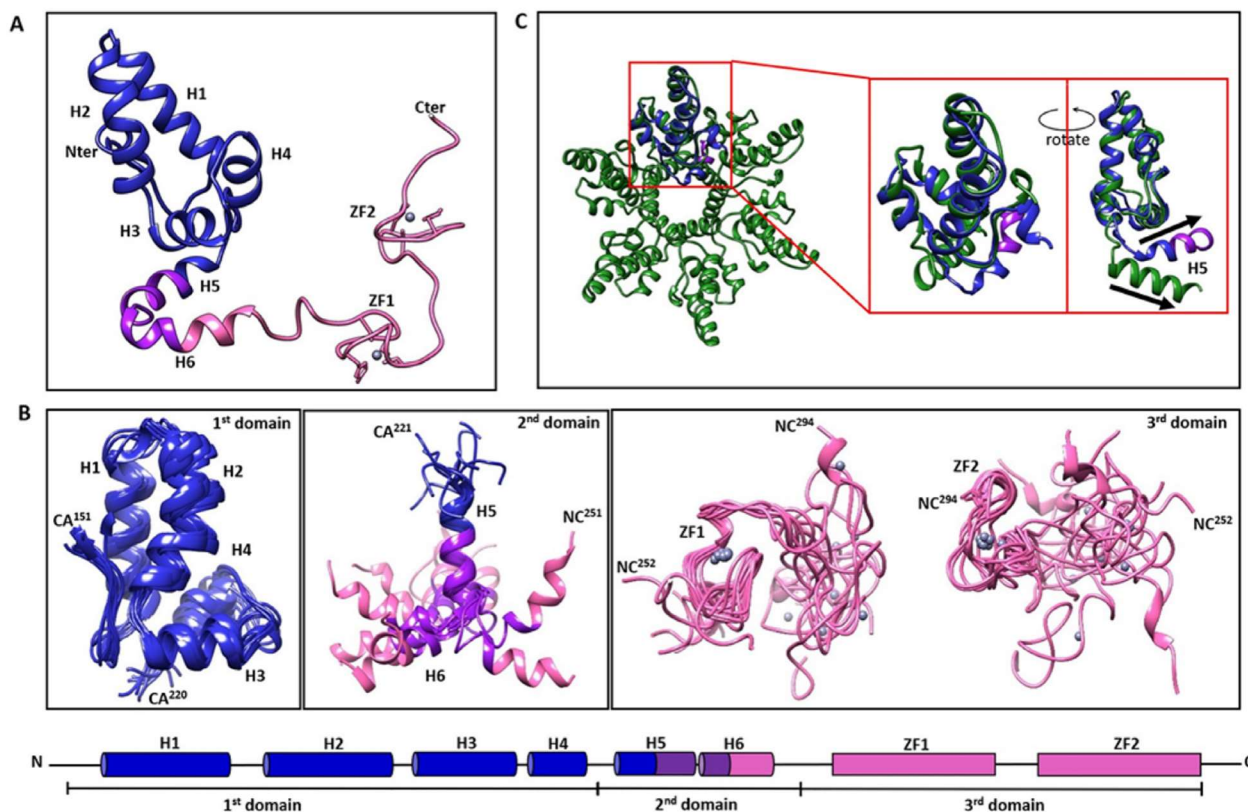 A
H2
H1
Nter
H4
H3
H5
H6
Cter
ZF2
ZF1
C
rotate
H5
B
1st domain
H1
H2
CA151
H4
H3
CA220
2nd domain
CA221
H5
NC251
H6
3rd domain
NC294
ZF1
NC252
ZF2
NC294
NC252
N H1 H2 H3 H4 H5 H6 ZF1 ZF2 C
1st domain 2nd domain 3rd domain